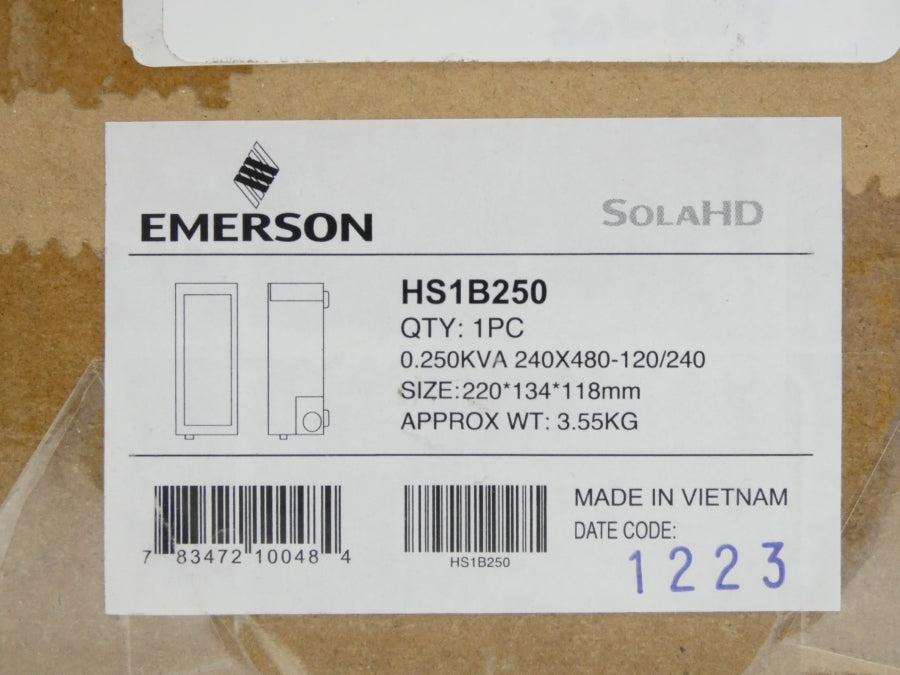 EMERSON
SOLAHD
HS1B250
QTY: 1PC
0.250KVA 240X480-120/240
SIZE:220*134*118mm
APPROX WT: 3.55KG
7 83472 10048 4
HS1B250
MADE IN VIETNAM
DATE CODE:
1223